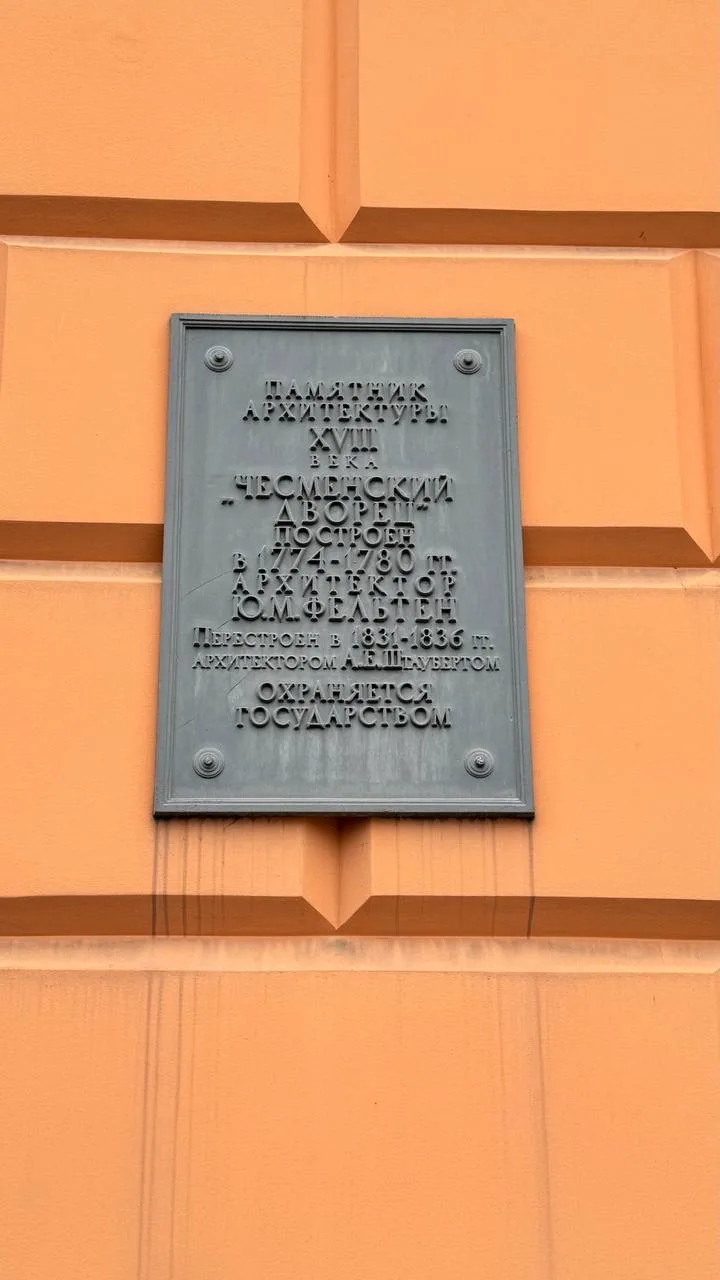 ПАМЯТНИК
АРХИТЕКТУРЫ
XVIII
ВЕКА
„ЧЕСМЕНСКИЙ
ДВОРЕЦ“
ПОСТРОЕН
В 1774-1780 ГГ.
АРХИТЕКТОР
Ю.М.ФЕЛЬТЕН
ПЕРЕСТРОЕН В 1831-1836 ГГ.
АРХИТЕКТОРОМ А.Е.ШТАУБЕРТОМ
ОХРАНЯЕТСЯ
ГОСУДАРСТВОМ